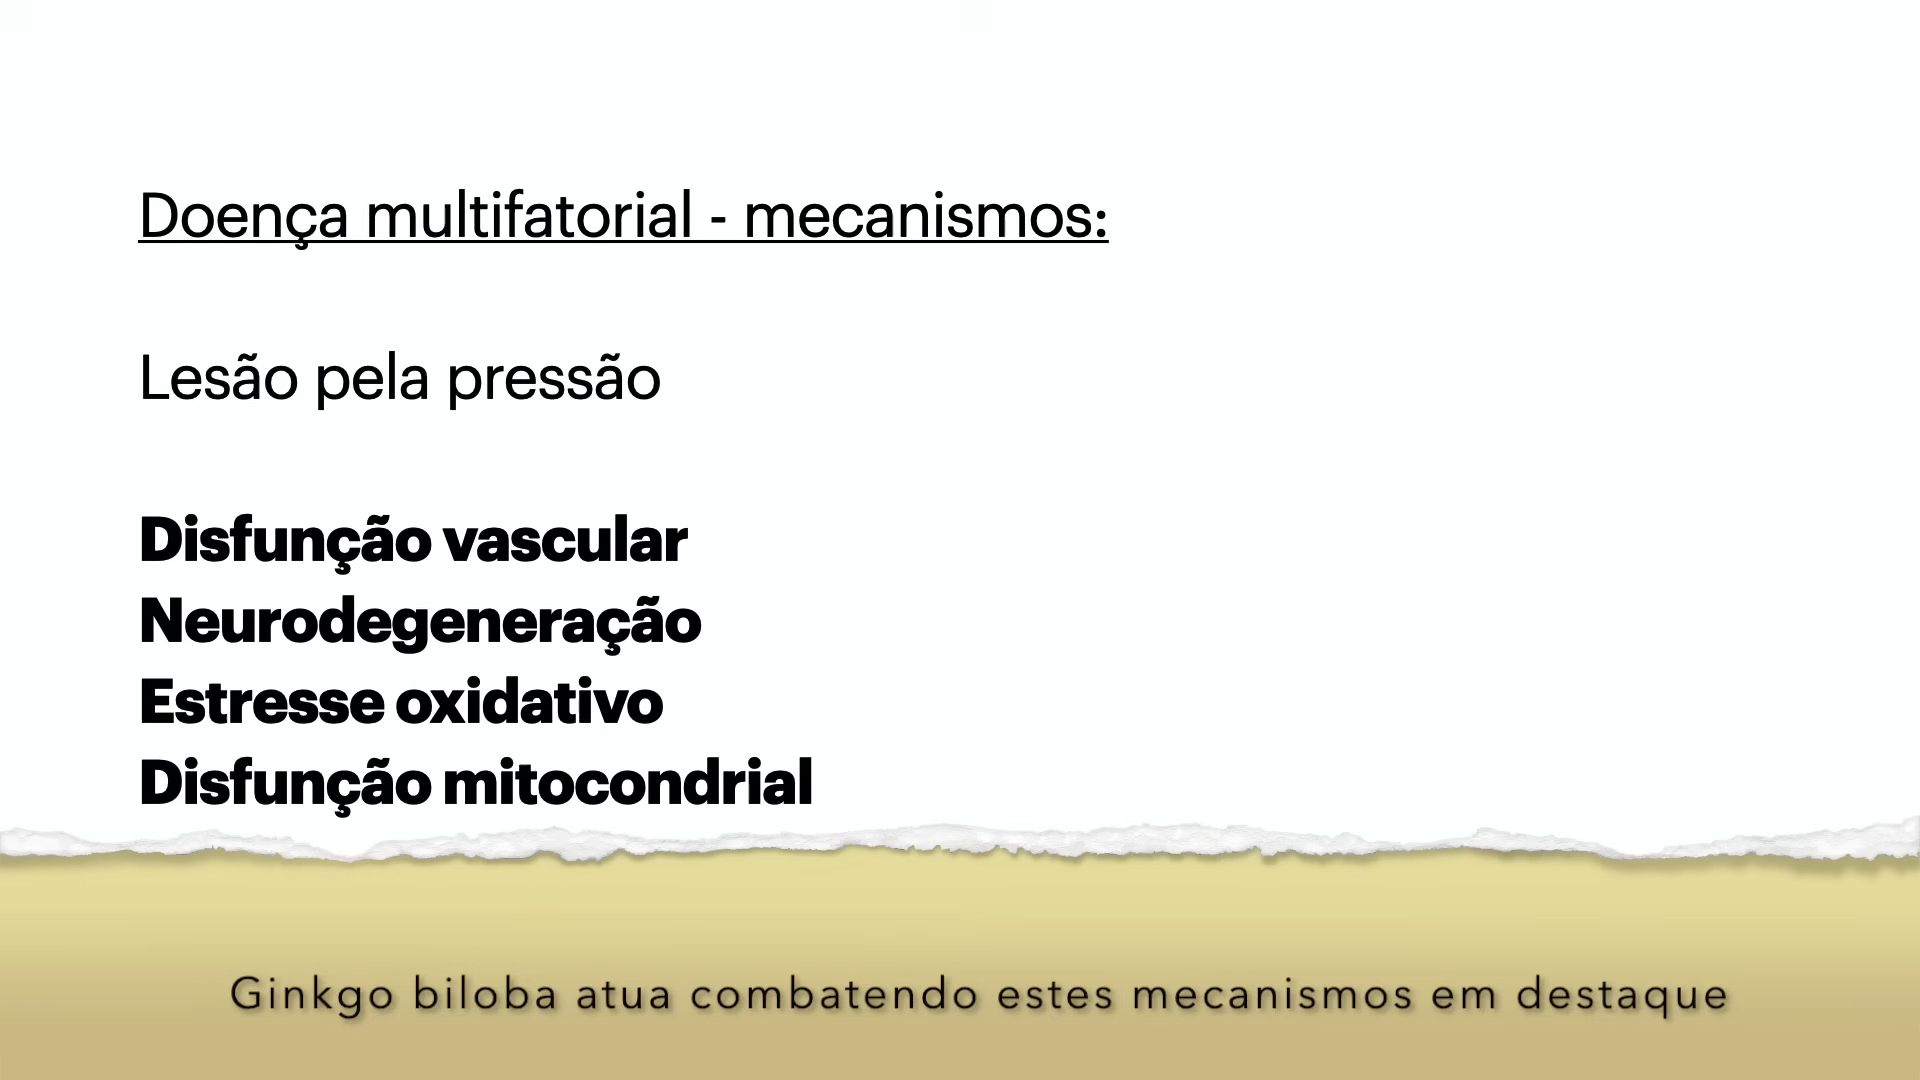 Doença multifatorial - mecanismos:
Lesão pela pressão
Disfunção vascular
Neurodegeneração
Estresse oxidativo
Disfunção mitocondrial
Ginkgo biloba atua combatendo estes mecanismos em destaque